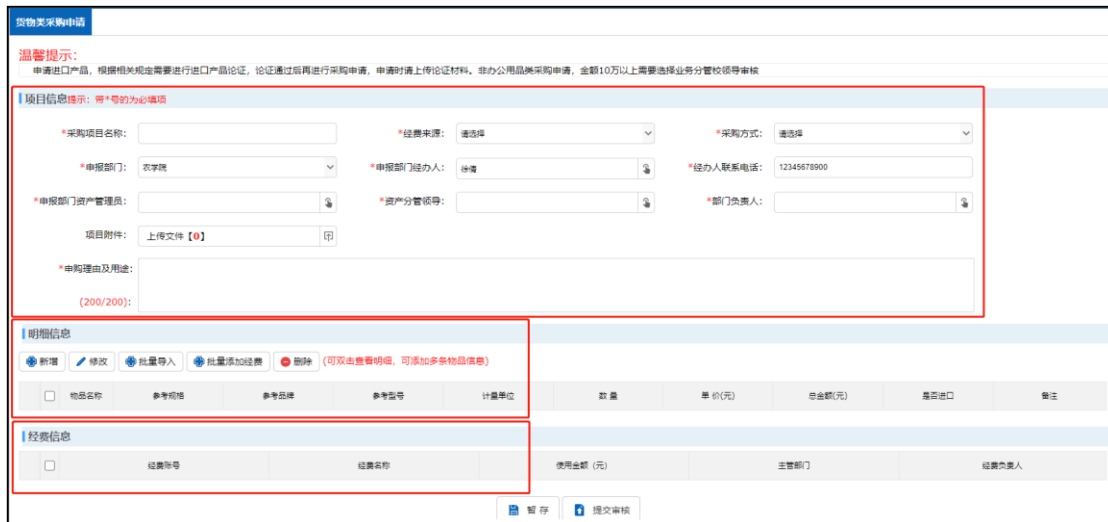 货物类采购申请
温馨提示:
申请进口产品，根据相关规定需要进行进口产品论证，论证通过后再进行采购申请，申请时请上传论证材料。非办公用品类采购申请，金额10万以上需要选择业务分管校领导审核
项目信息提示：带*号的为必填项
*采购项目名称: *经费来源: 请选择 *采购方式: 请选择
*申报部门: 农学院 *申报部门经办人: 徐倩 *经办人联系电话: 12345678900
*申报部门资产管理员: *资产分管领导: *部门负责人:
项目附件: 上传文件【0】
*申购理由及用途:
(200/200):
明细信息
新增 修改 批量导入 批量添加经费 删除 (可双击查看明细，可添加多条物品信息)
物品名称 参考规格 参考品牌 参考型号 计量单位 数 量 单 价(元) 总金额(元) 是否进口 备注
经费信息
经费账号 经费名称 使用金额（元） 主管部门 经费负责人
暂 存 提交审核